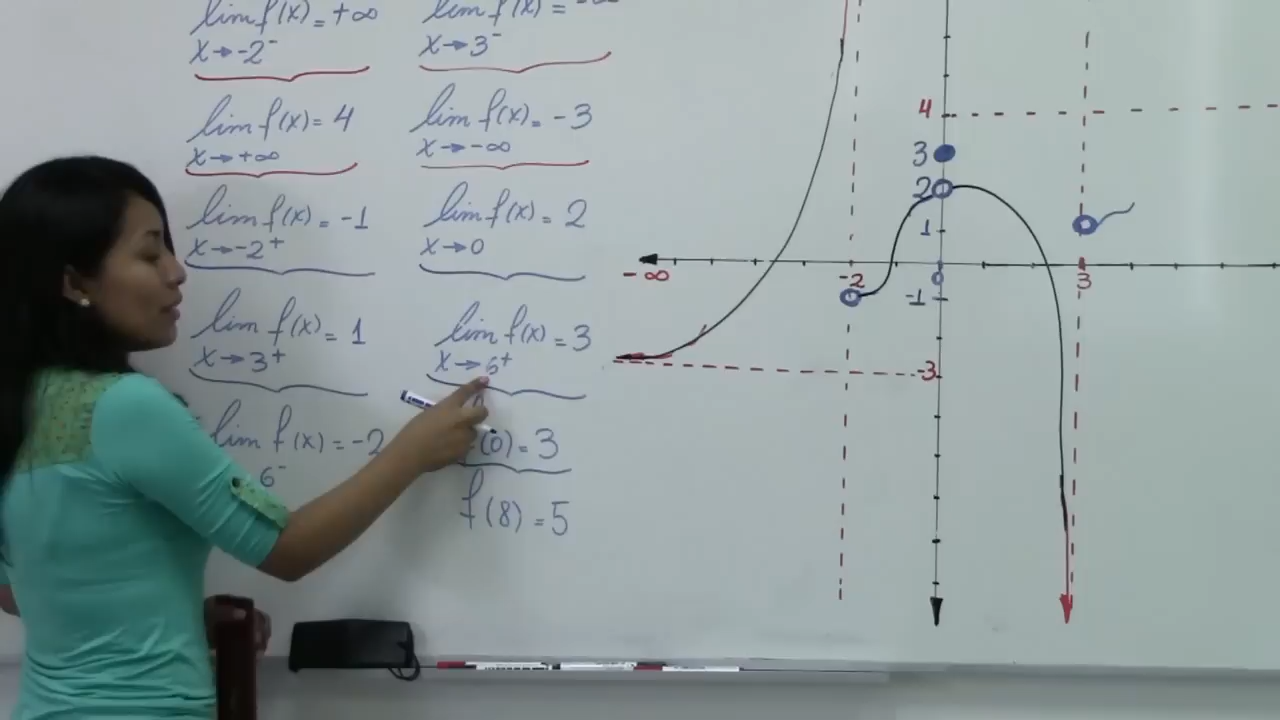 lim f(x) = +∞
x→-2⁻
lim f(x) = -∞
x→3⁻
lim f(x) = 4
x→+∞
lim f(x) = -3
x→-∞
lim f(x) = -1
x→-2⁺
lim f(x) = 2
x→0
lim f(x) = 1
x→3⁺
lim f(x) = 3
x→6⁺
lim f(x) = -2
6⁻
(0) = 3
f(8) = 5
4
3
2
1
-∞
-2
0
3
-1
-3